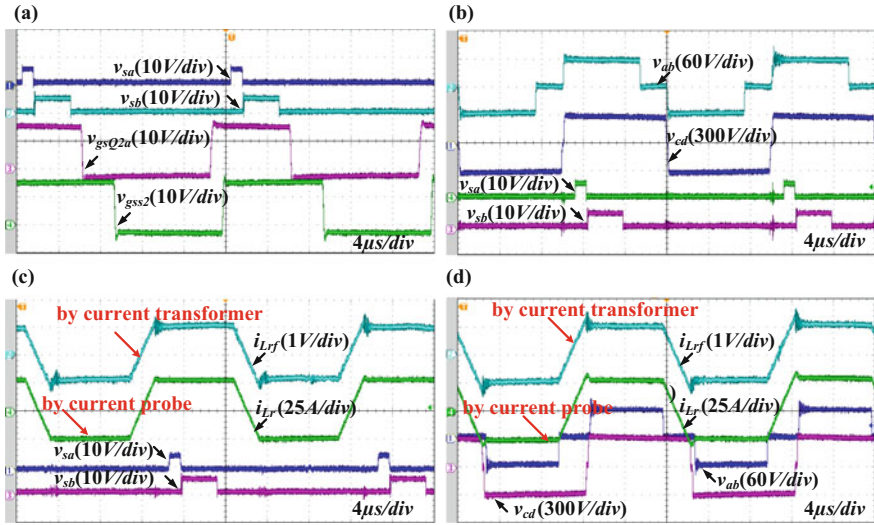 (a)
v_sa(10V/div)
v_sb(10V/div)
v_gsQ2a(10V/div)
v_gss2(10V/div)
4μs/div
(b)
v_ab(60V/div)
v_cd(300V/div)
v_sa(10V/div)
v_sb(10V/div)
4μs/div
(c)
by current transformer
i_Lrf(1V/div)
by current probe
i_Lr(25A/div)
v_sa(10V/div)
v_sb(10V/div)
4μs/div
(d)
by current transformer
i_Lrf(1V/div)
by current probe
i_Lr(25A/div)
v_ab(60V/div)
v_cd(300V/div)
4μs/div